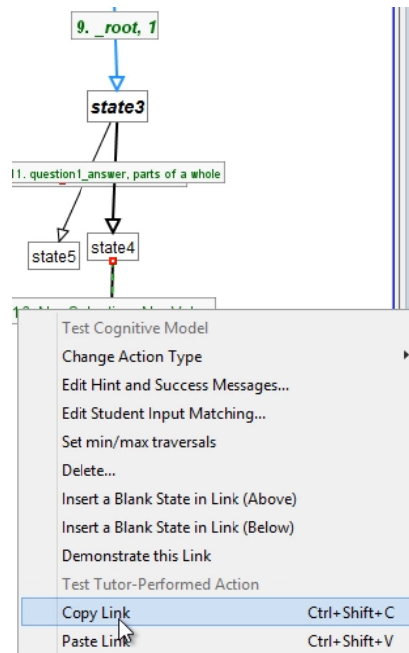 9. _root, 1
state3
11. question1_answer, parts of a whole
state5
state4
Test Cognitive Model
Change Action Type
Edit Hint and Success Messages...
Edit Student Input Matching...
Set min/max traversals
Delete...
Insert a Blank State in Link (Above)
Insert a Blank State in Link (Below)
Demonstrate this Link
Test Tutor-Performed Action
Copy Link Ctrl+Shift+C
Paste Link Ctrl+Shift+V